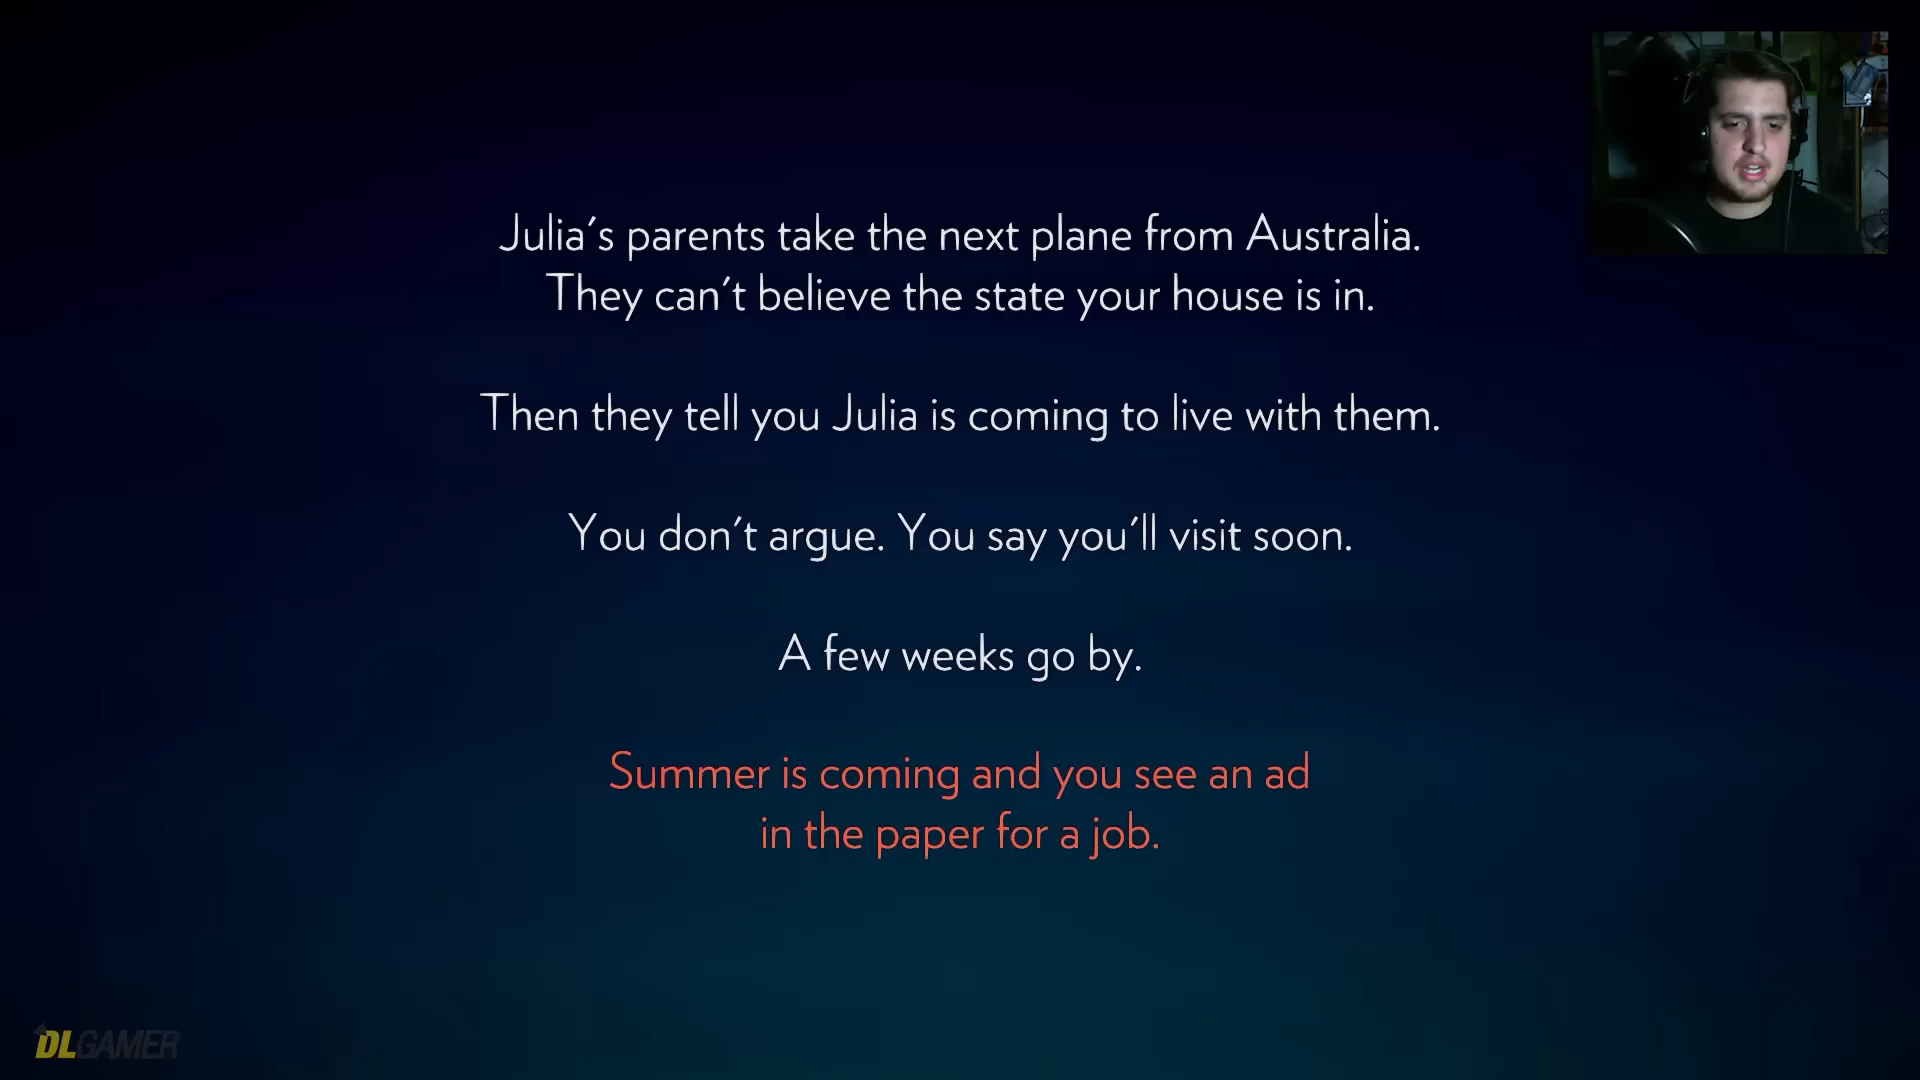 Julia's parents take the next plane from Australia.
They can't believe the state your house is in.
Then they tell you Julia is coming to live with them.
You don't argue. You say you'll visit soon.
A few weeks go by.
Summer is coming and you see an ad
in the paper for a job.
DLGAMER